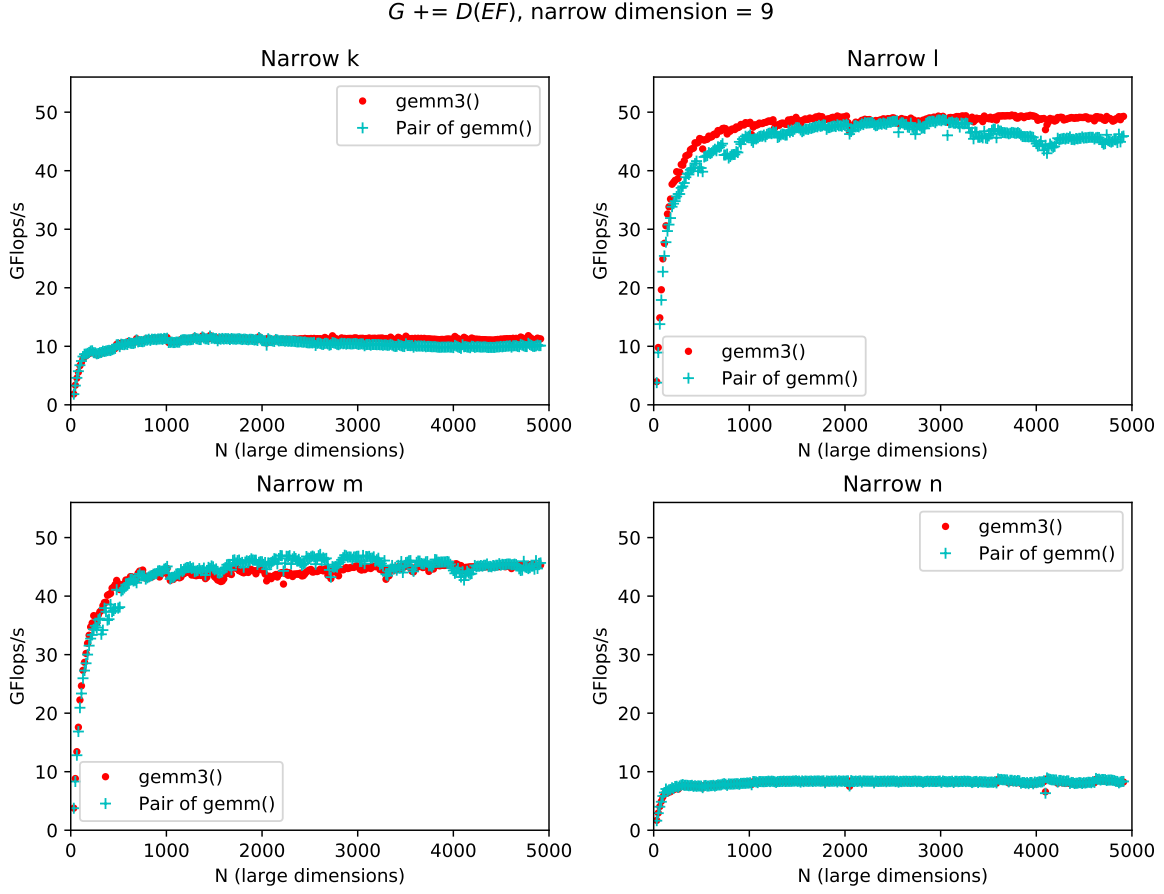 G += D(EF), narrow dimension = 9
Narrow k
50
40
30
20
10
0
GFlops/s
gemm3()
Pair of gemm()
0 1000 2000 3000 4000 5000
N (large dimensions)
Narrow l
50
40
30
20
10
0
GFlops/s
gemm3()
Pair of gemm()
0 1000 2000 3000 4000 5000
N (large dimensions)
Narrow m
50
40
30
20
10
0
GFlops/s
gemm3()
Pair of gemm()
0 1000 2000 3000 4000 5000
N (large dimensions)
Narrow n
50
40
30
20
10
0
GFlops/s
gemm3()
Pair of gemm()
0 1000 2000 3000 4000 5000
N (large dimensions)